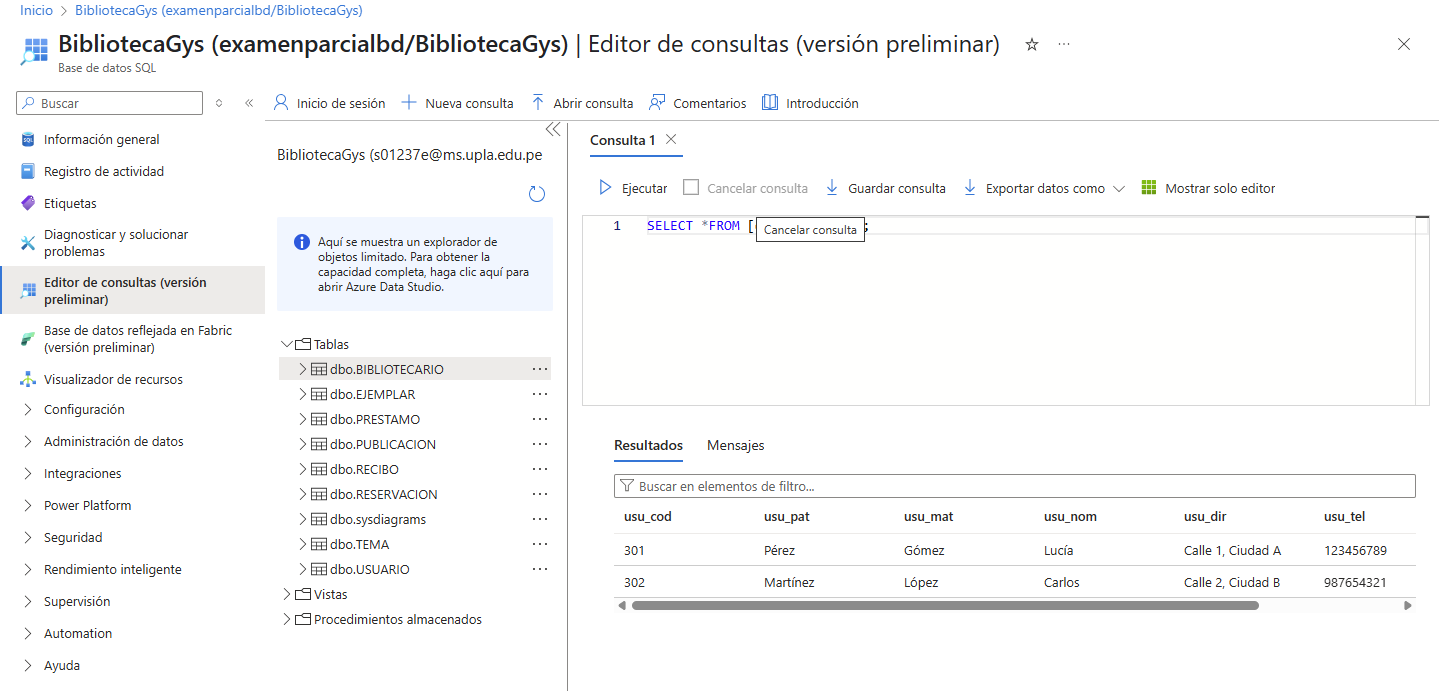 Inicio > BibliotecaGys (examenparcialbd/BibliotecaGys)
BibliotecaGys (examenparcialbd/BibliotecaGys) | Editor de consultas (versión preliminar)
Base de datos SQL
Buscar
Información general
Registro de actividad
Etiquetas
Diagnosticar y solucionar
problemas
Editor de consultas (versión
preliminar)
Base de datos reflejada en Fabric
(versión preliminar)
Visualizador de recursos
Configuración
Administración de datos
Integraciones
Power Platform
Seguridad
Rendimiento inteligente
Supervisión
Automation
Ayuda
Inicio de sesión Nueva consulta Abrir consulta Comentarios Introducción
BibliotecaGys (s01237e@ms.upla.edu.pe
Aquí se muestra un explorador de
objetos limitado. Para obtener la
capacidad completa, haga clic aquí para
abrir Azure Data Studio.
Tablas
dbo.BIBLIOTECARIO
dbo.EJEMPLAR
dbo.PRESTAMO
dbo.PUBLICACION
dbo.RECIBO
dbo.RESERVACION
dbo.sysdiagrams
dbo.TEMA
dbo.USUARIO
Vistas
Procedimientos almacenados
Consulta 1
Ejecutar Cancelar consulta Guardar consulta Exportar datos como Mostrar solo editor
1 SELECT *FROM [ ;
Cancelar consulta
Resultados Mensajes
Buscar en elementos de filtro...
usu_cod usu_pat usu_mat usu_nom usu_dir usu_tel
301 Pérez Gómez Lucía Calle 1, Ciudad A 123456789
302 Martínez López Carlos Calle 2, Ciudad B 987654321